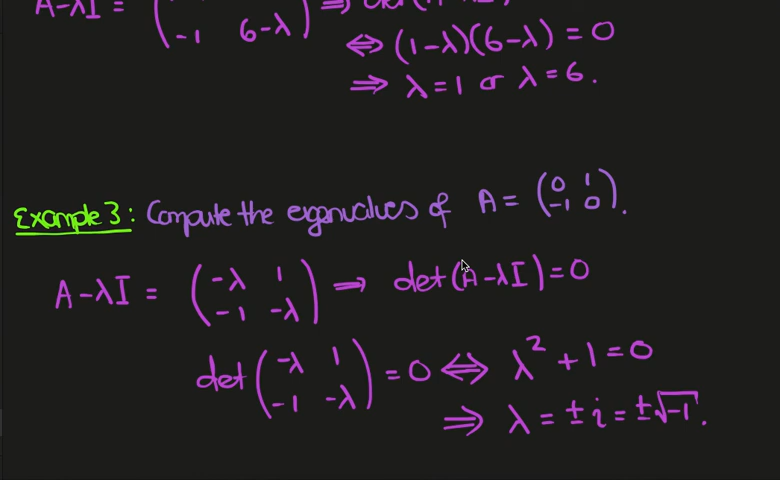 A-λI = ( -1 6-λ ) ⇒
⇔ (1-λ)(6-λ) = 0
⇒ λ=1 or λ=6.
Example 3: Compute the eigenvalues of A = ( 0 1 -1 0 ).
A-λI = ( -λ 1 -1 -λ ) ⇒ det(A-λI)=0
det ( -λ 1 -1 -λ ) = 0 ⇔ λ² + 1 = 0
⇒ λ = ± i = ±√-1.